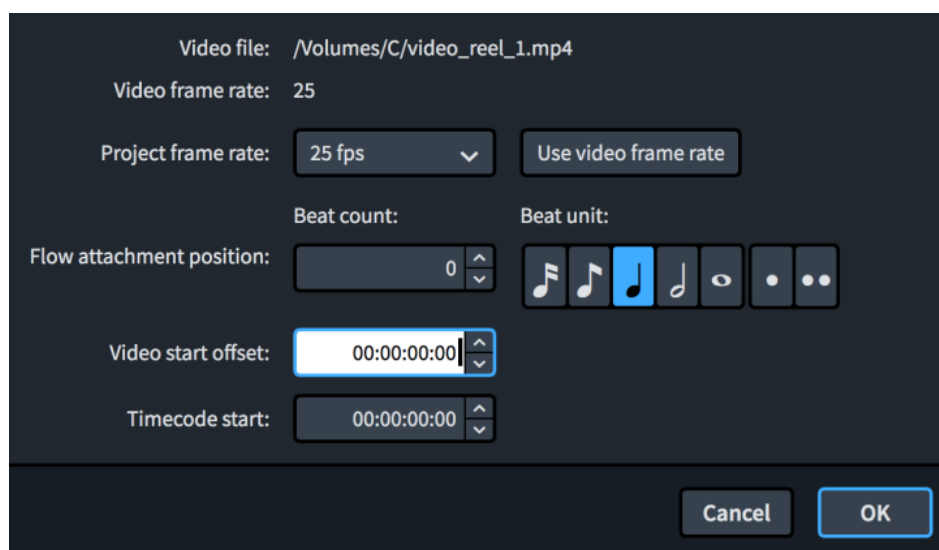 Video file: /Volumes/C/video_reel_1.mp4
Video frame rate: 25
Project frame rate: 25 fps Use video frame rate
Beat count: Beat unit:
Flow attachment position: 0
Video start offset: 00:00:00:00
Timecode start: 00:00:00:00
Cancel OK